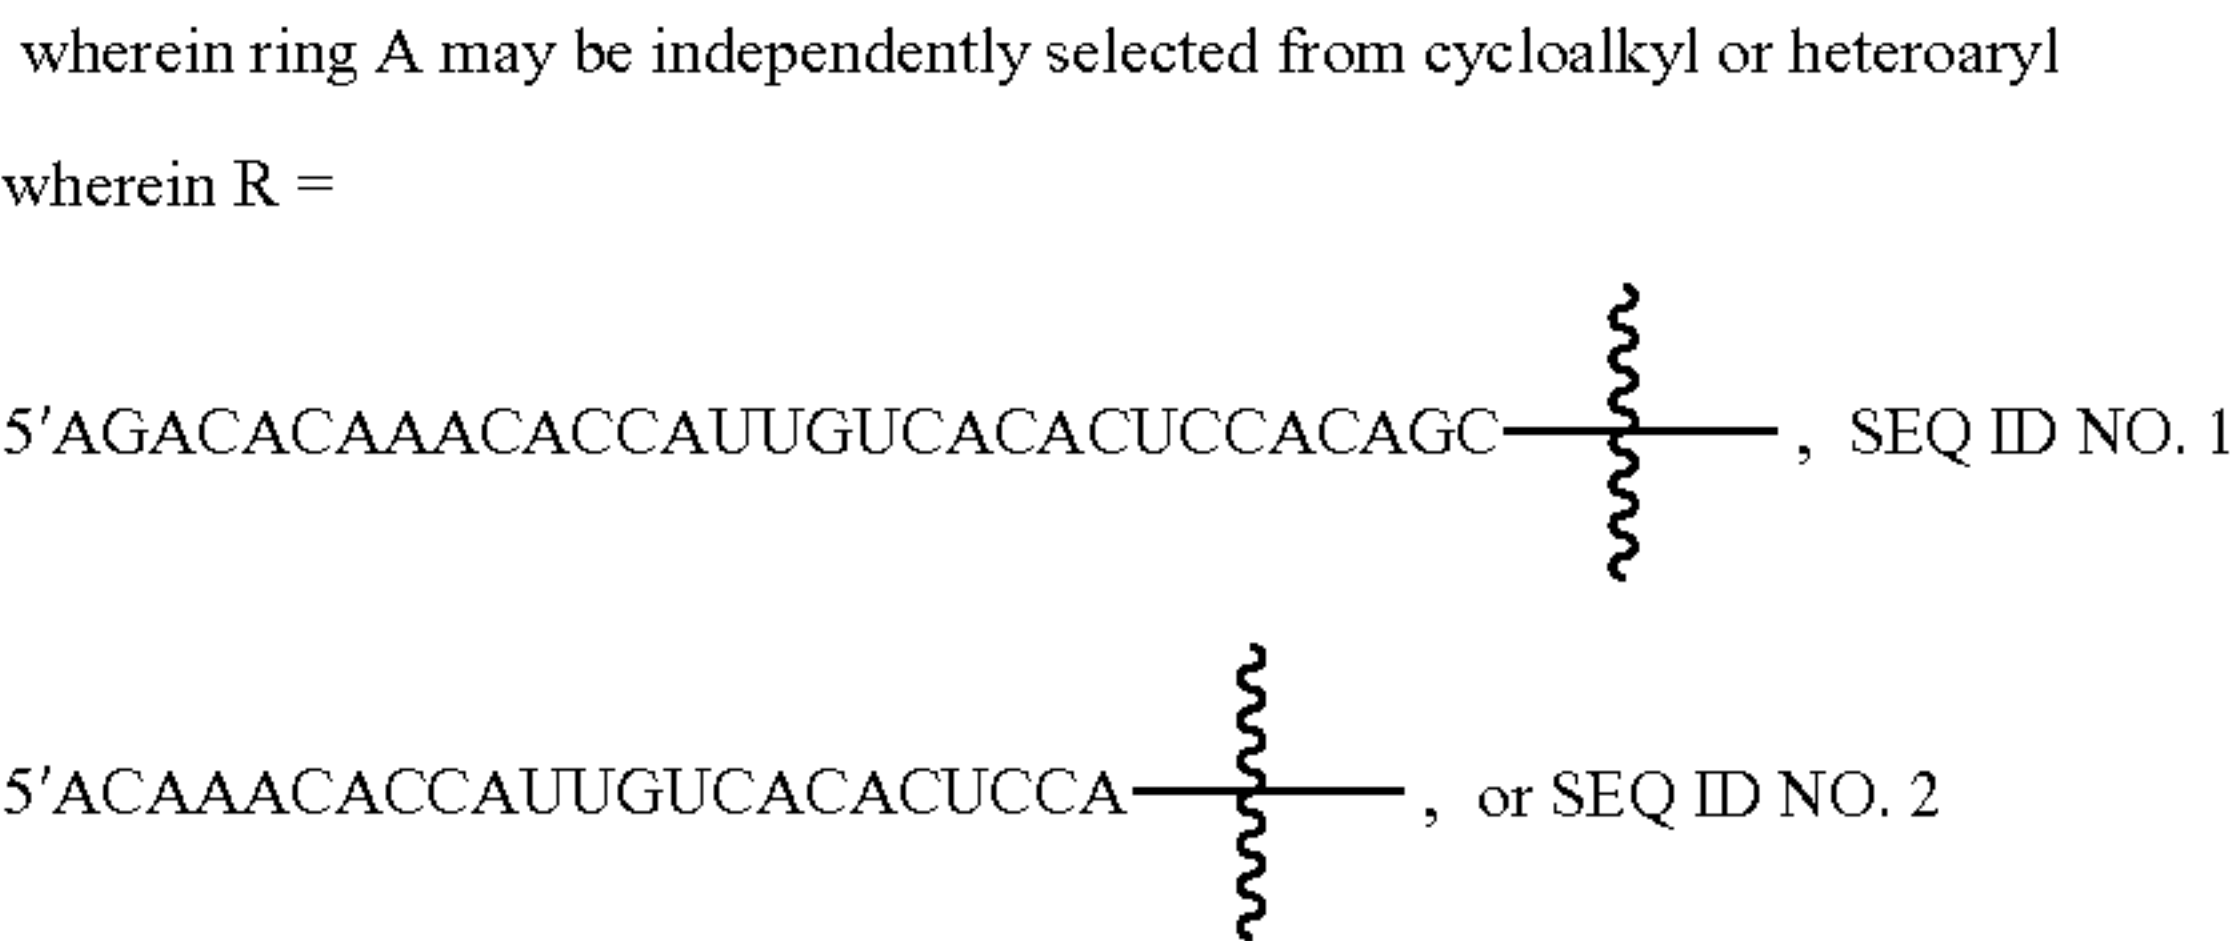 wherein ring A may be independently selected from cycloalkyl or heteroaryl
wherein R =
5'AGACACAAACACCAUUGUCACACUCCACAGC, SEQ ID NO. 1
5'ACAAACACCAUUGUCACACUCCA, or SEQ ID NO. 2